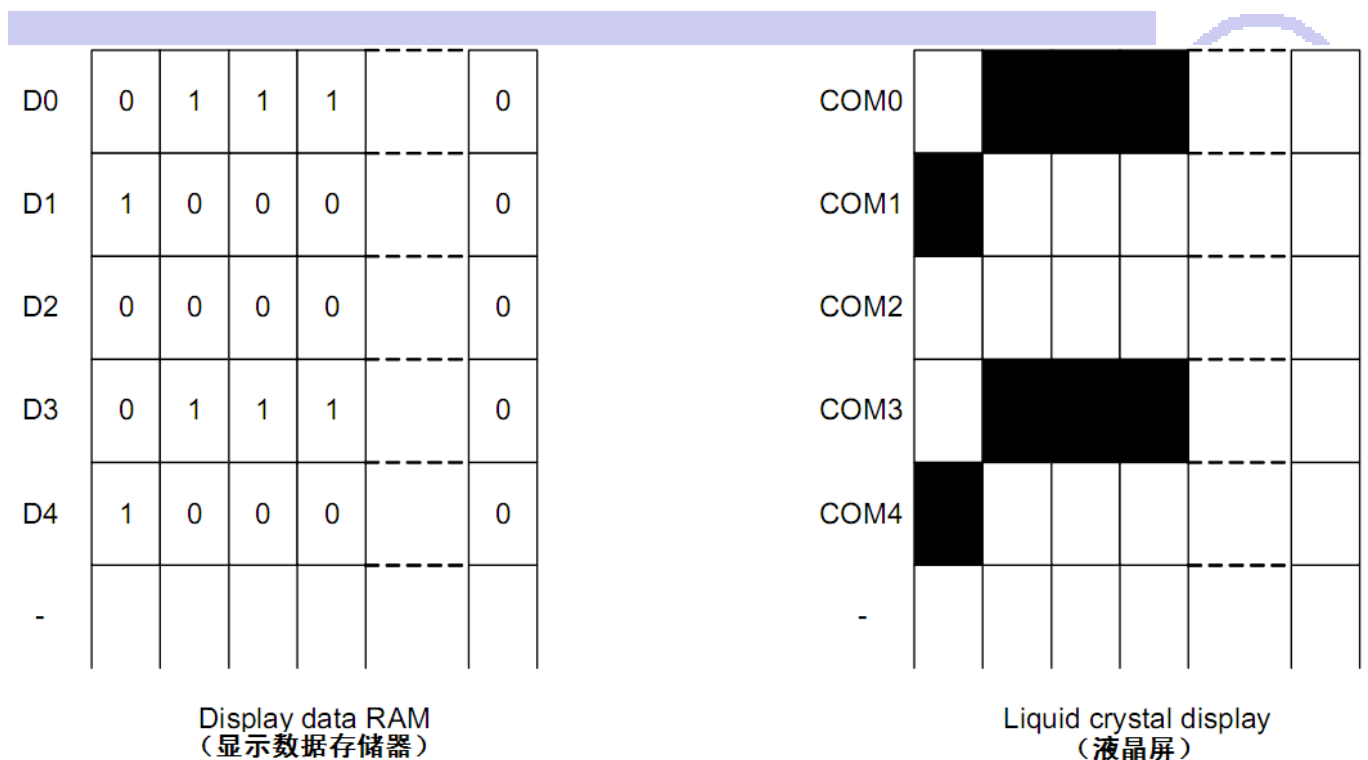 D0 0 1 1 1 0
D1 1 0 0 0 0
D2 0 0 0 0 0
D3 0 1 1 1 0
D4 1 0 0 0 0
-
Display data RAM
（显示数据存储器）
COM0
COM1
COM2
COM3
COM4
-
Liquid crystal display
（液晶屏）